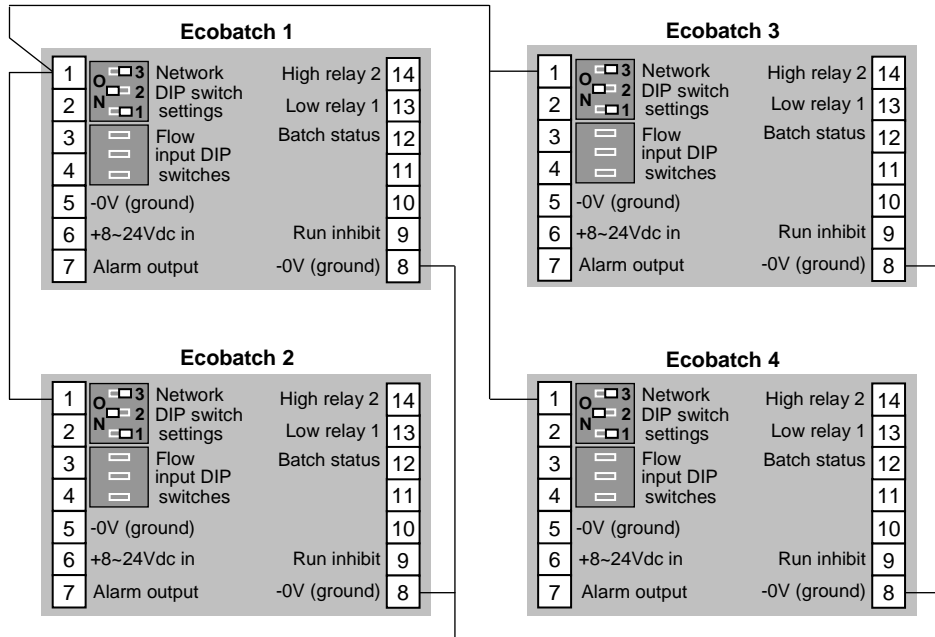 Ecobatch 1
1 O 3 Network High relay 2 14
2 N 2 DIP switch Low relay 1 13
1 settings
3 Flow Batch status 12
input DIP
4 switches 11
5 -0V (ground) 10
6 +8~24Vdc in Run inhibit 9
7 Alarm output -0V (ground) 8
Ecobatch 3
1 O 3 Network High relay 2 14
2 N 2 DIP switch Low relay 1 13
1 settings
3 Flow Batch status 12
input DIP
4 switches 11
5 -0V (ground) 10
6 +8~24Vdc in Run inhibit 9
7 Alarm output -0V (ground) 8
Ecobatch 2
1 O 3 Network High relay 2 14
2 N 2 DIP switch Low relay 1 13
1 settings
3 Flow Batch status 12
input DIP
4 switches 11
5 -0V (ground) 10
6 +8~24Vdc in Run inhibit 9
7 Alarm output -0V (ground) 8
Ecobatch 4
1 O 3 Network High relay 2 14
2 N 2 DIP switch Low relay 1 13
1 settings
3 Flow Batch status 12
input DIP
4 switches 11
5 -0V (ground) 10
6 +8~24Vdc in Run inhibit 9
7 Alarm output -0V (ground) 8